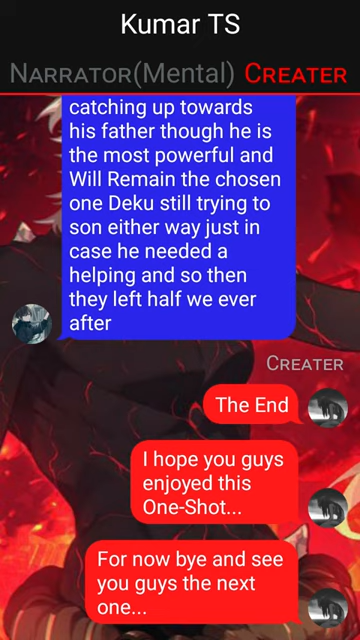 Kumar TS
Narrator(Mental) Creater
catching up towards
his father though he is
the most powerful and
Will Remain the chosen
one Deku still trying to
son either way just in
case he needed a
helping and so then
they left half we ever
after
Creater
The End
I hope you guys
enjoyed this
One-Shot...
For now bye and see
you guys the next
one...